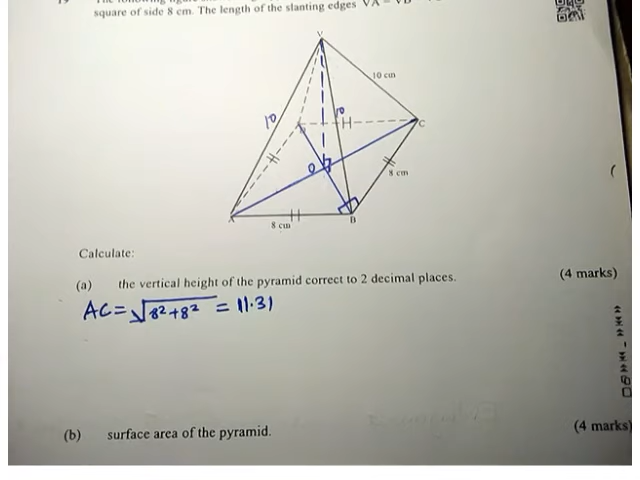 square of side 8 cm. The length of the slanting edges VA = VB
V
10 cm
10
10
C
O
8 cm
A
B
8 cm
Calculate:
(a) the vertical height of the pyramid correct to 2 decimal places. (4 marks)
AC = √8² + 8² = 11.31
(b) surface area of the pyramid. (4 marks)